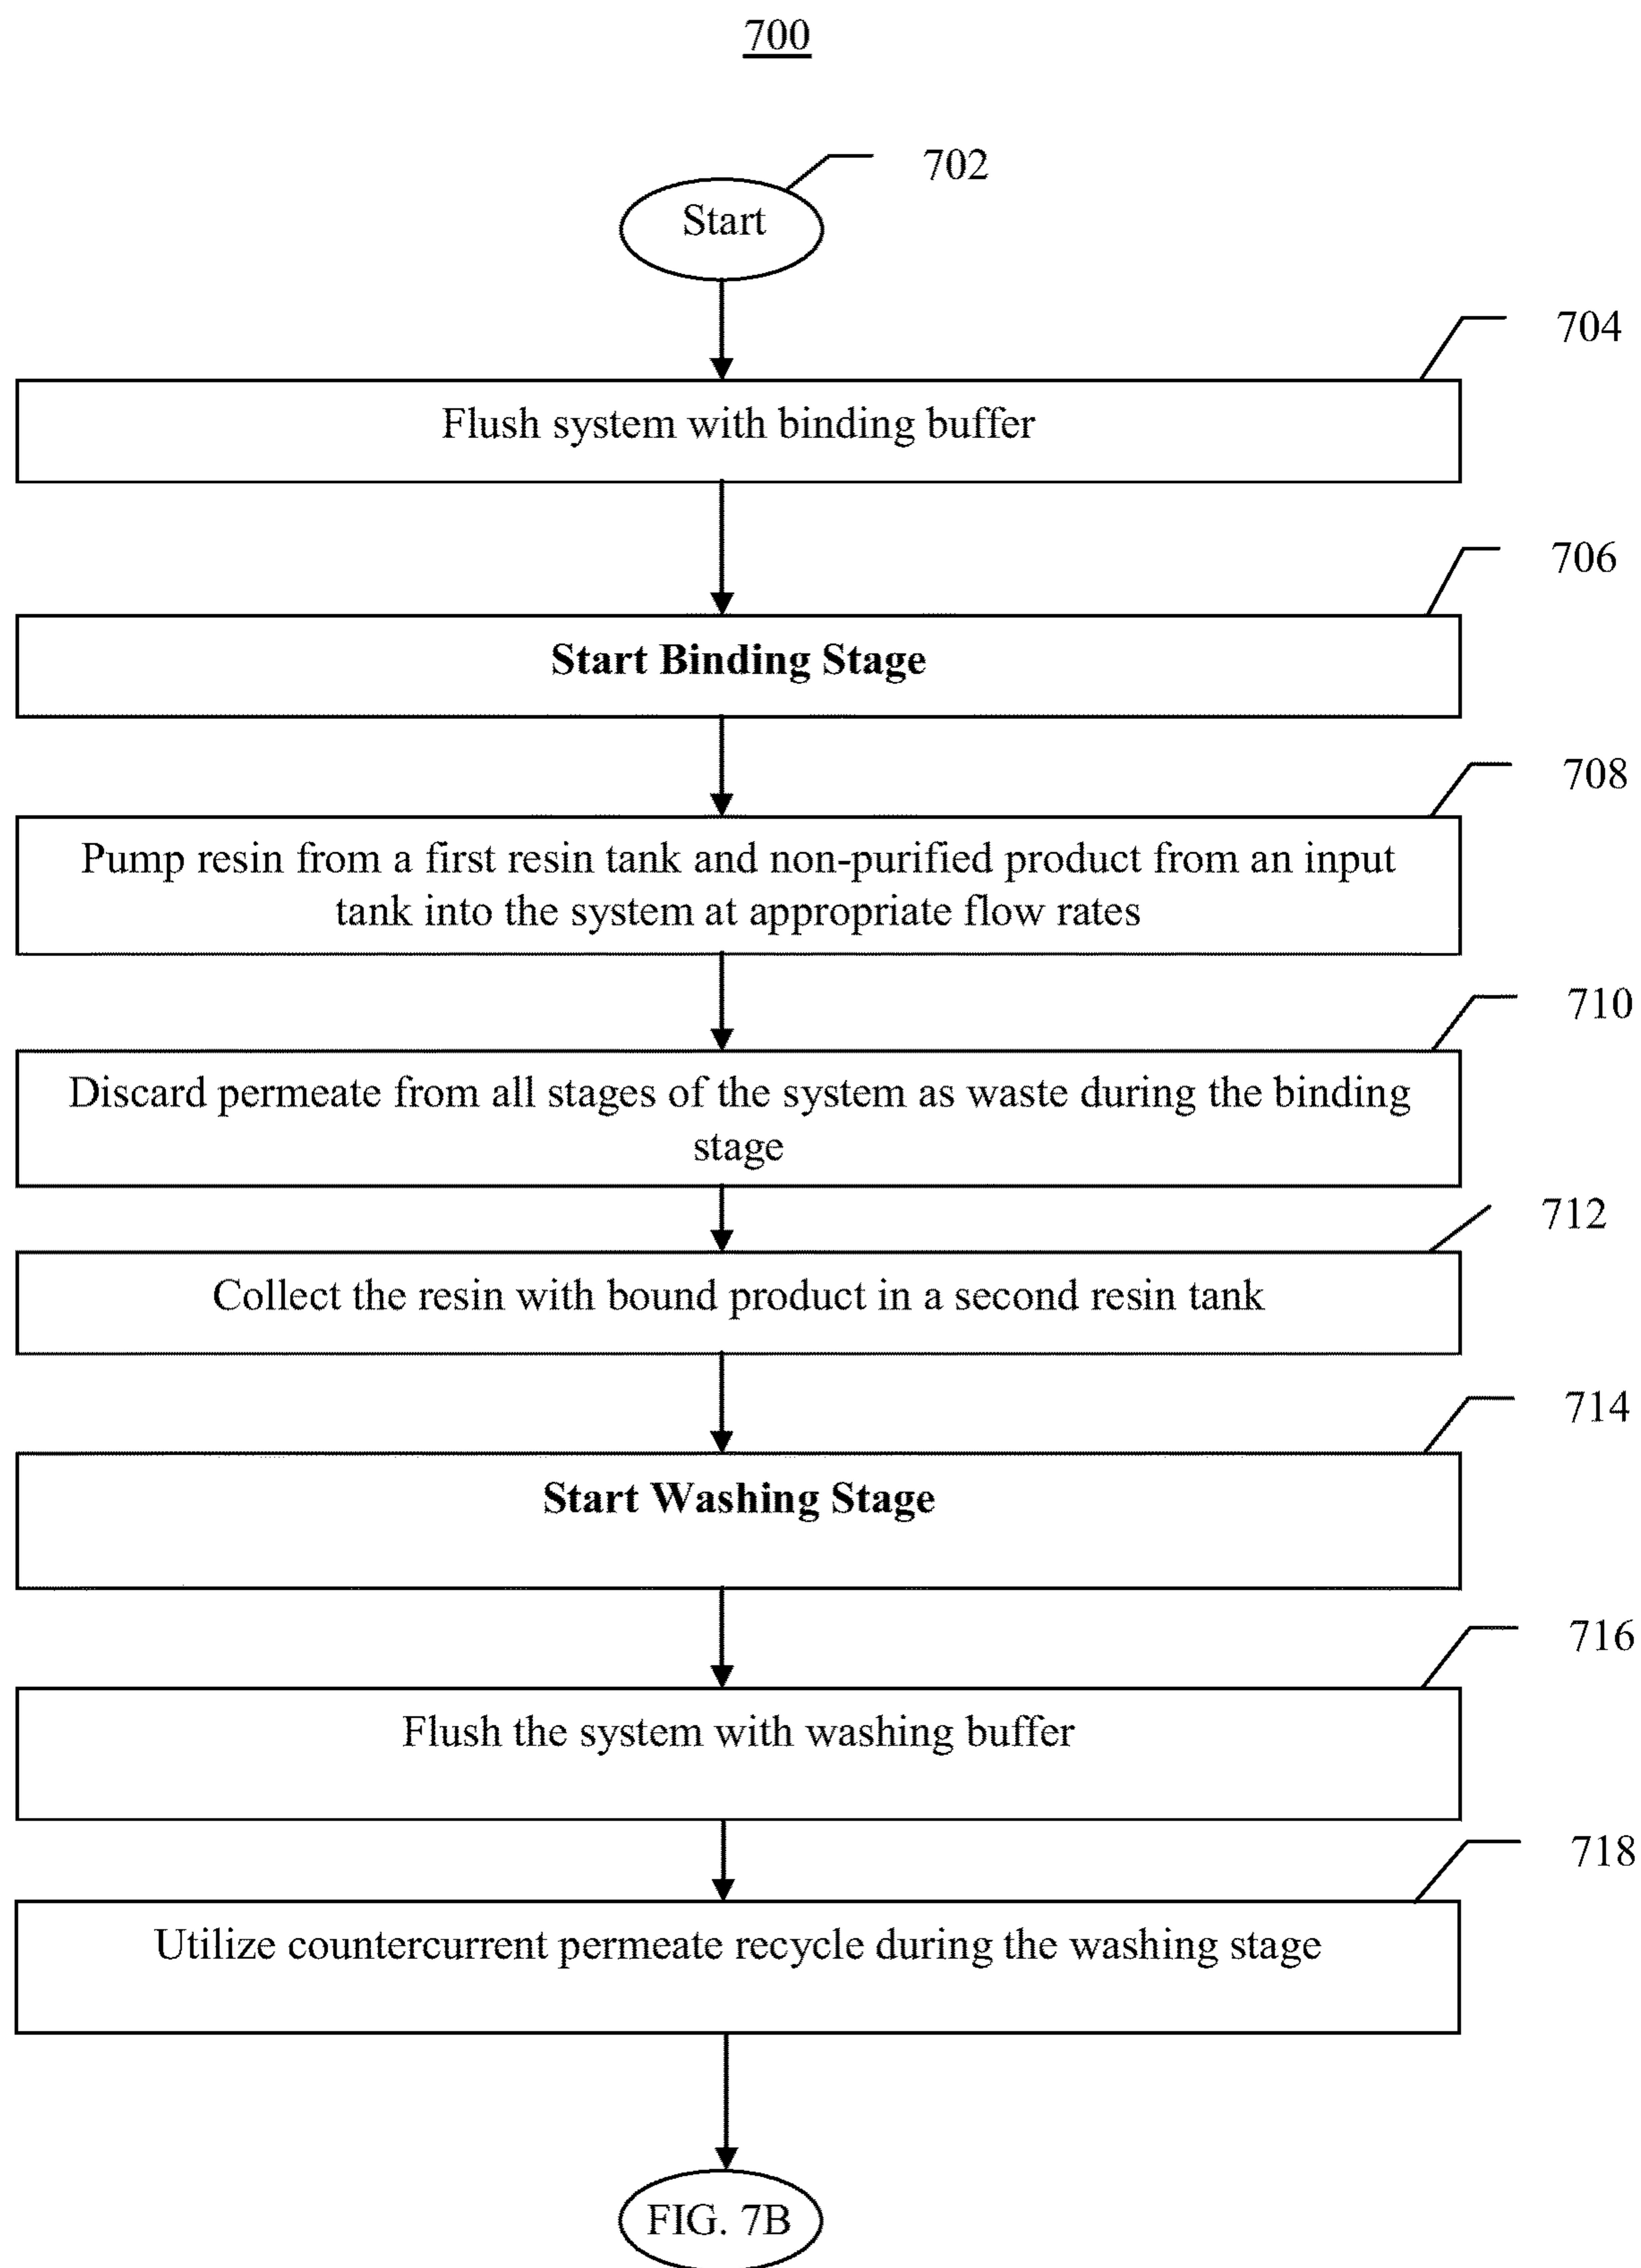 700
702
Start
704
Flush system with binding buffer
706
Start Binding Stage
708
Pump resin from a first resin tank and non-purified product from an input
tank into the system at appropriate flow rates
710
Discard permeate from all stages of the system as waste during the binding
stage
712
Collect the resin with bound product in a second resin tank
714
Start Washing Stage
716
Flush the system with washing buffer
718
Utilize countercurrent permeate recycle during the washing stage
FIG. 7B